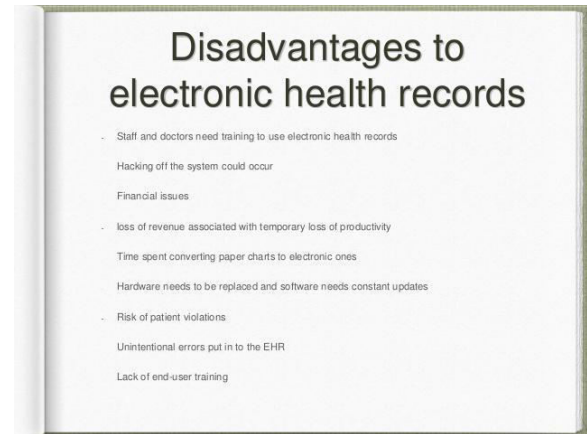 Disadvantages to
electronic health records
- Staff and doctors need training to use electronic health records
Hacking off the system could occur
Financial issues
- loss of revenue associated with temporary loss of productivity
Time spent converting paper charts to electronic ones
Hardware needs to be replaced and software needs constant updates
- Risk of patient violations
Unintentional errors put in to the EHR
Lack of end-user training